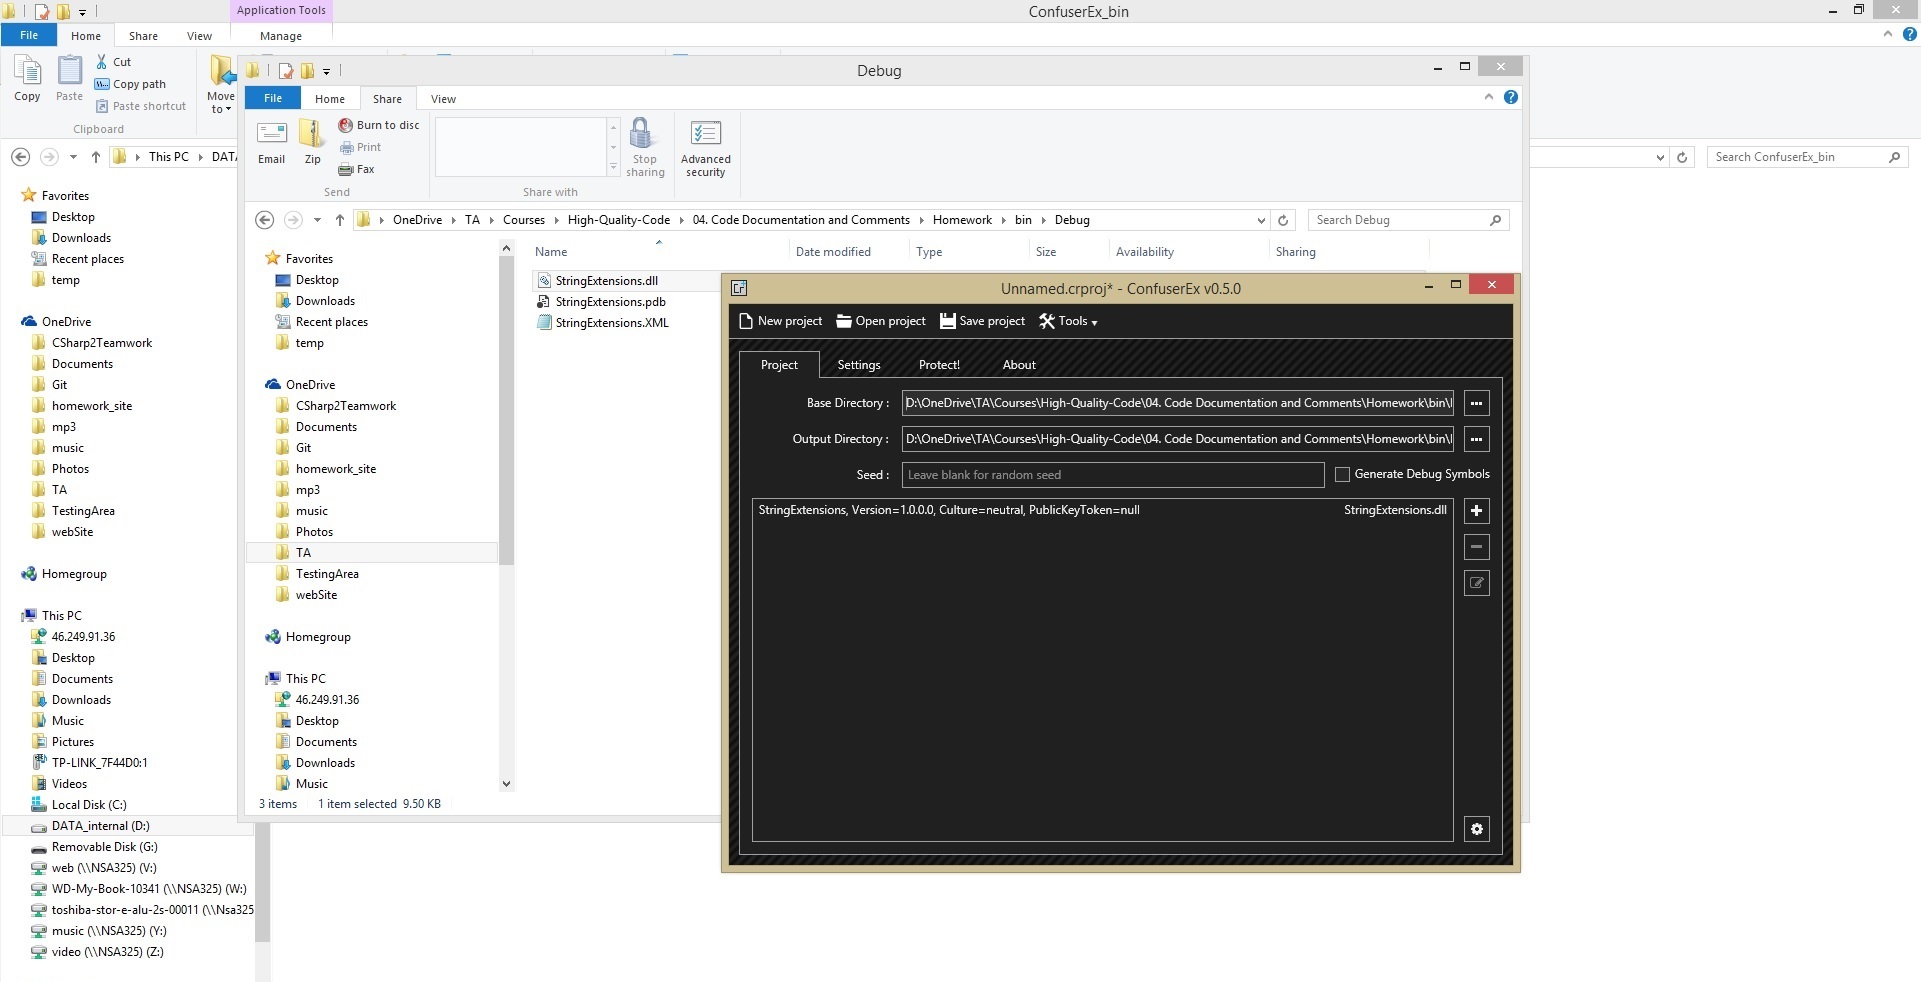 Application Tools
ConfuserEx_bin
File Home Share View Manage
Cut
Copy path
Paste shortcut
Copy Paste
Move to
Clipboard
This PC DATA
Search ConfuserEx_bin
Favorites
Desktop
Downloads
Recent places
temp
OneDrive
CSharp2Teamwork
Documents
Git
homework_site
mp3
music
Photos
TA
TestingArea
webSite
Homegroup
This PC
46.249.91.36
Desktop
Documents
Downloads
Music
Pictures
TP-LINK_7F44D0:1
Videos
Local Disk (C:)
DATA_internal (D:)
Removable Disk (G:)
web (\\NSA325) (V:)
WD-My-Book-10341 (\\NSA325) (W:)
toshiba-stor-e-alu-2s-00011 (\\Nsa325
music (\\NSA325) (Y:)
video (\\NSA325) (Z:)
Debug
File Home Share View
Email
Zip
Burn to disc
Print
Fax
Stop
sharing
Advanced
security
Send
Share with
OneDrive TA Courses High-Quality-Code 04. Code Documentation and Comments Homework bin Debug
Search Debug
Favorites
Desktop
Downloads
Recent places
temp
OneDrive
CSharp2Teamwork
Documents
Git
homework_site
mp3
music
Photos
TA
TestingArea
webSite
Homegroup
This PC
46.249.91.36
Desktop
Documents
Downloads
Music
Name Date modified Type Size Availability Sharing
StringExtensions.dll
StringExtensions.pdb
StringExtensions.XML
3 items 1 item selected 9.50 KB
Unnamed.crproj* - ConfuserEx v0.5.0
New project Open project Save project Tools
Project Settings Protect! About
Base Directory : D:\OneDrive\TA\Courses\High-Quality-Code\04. Code Documentation and Comments\Homework\bin\
Output Directory : D:\OneDrive\TA\Courses\High-Quality-Code\04. Code Documentation and Comments\Homework\bin\
Seed : Leave blank for random seed Generate Debug Symbols
StringExtensions, Version=1.0.0.0, Culture=neutral, PublicKeyToken=null StringExtensions.dll